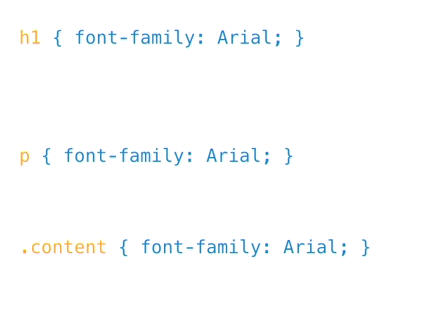 h1 { font-family: Arial; }
p { font-family: Arial; }
.content { font-family: Arial; }